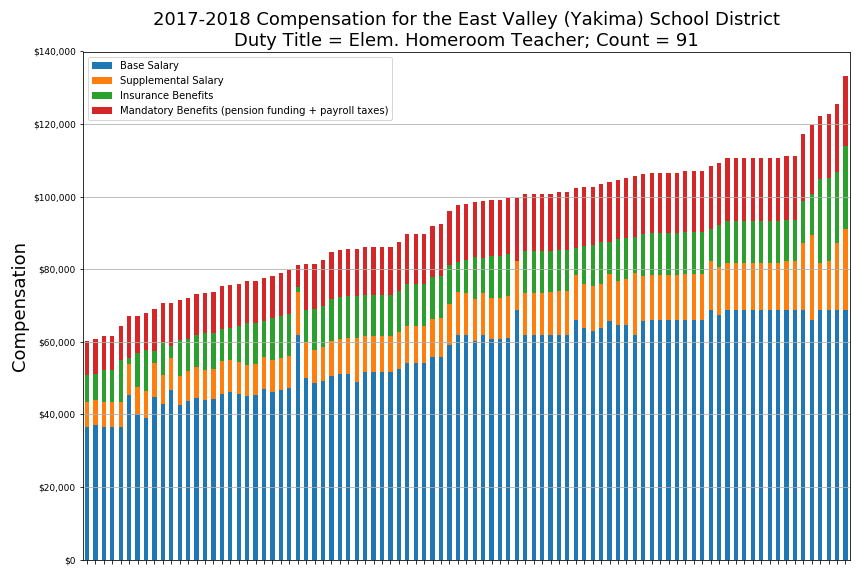 2017-2018 Compensation for the East Valley (Yakima) School District
Duty Title = Elem. Homeroom Teacher; Count = 91
$140,000
Base Salary
Supplemental Salary
Insurance Benefits
Mandatory Benefits (pension funding + payroll taxes)
$120,000
$100,000
$80,000
$60,000
$40,000
$20,000
$0
Compensation